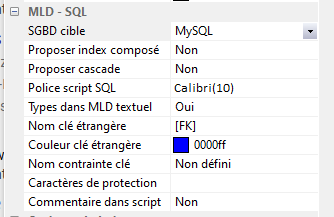 MLD - SQL
SGBD cible MySQL
Proposer index composé Non
Proposer cascade Non
Police script SQL Calibri(10)
Types dans MLD textuel Oui
Nom clé étrangère [FK]
Couleur clé étrangère 0000ff
Nom contrainte clé Non défini
Caractères de protection
Commentaire dans script Non